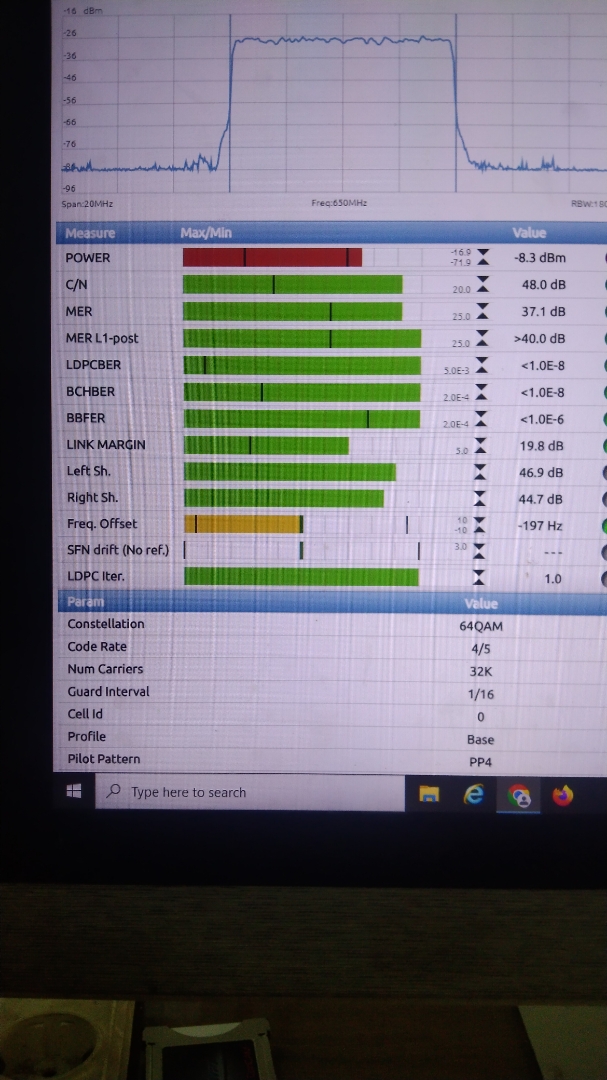 -16 dBm
-26
-36
-46
-56
-66
-76
-86
-96
Span:20MHz Freq:650MHz RBW:180
Measure Max/Min Value
POWER -16.9 -71.9 -8.3 dBm
C/N 20.0 48.0 dB
MER 25.0 37.1 dB
MER L1-post 25.0 >40.0 dB
LDPCBER 5.0E-3 <1.0E-8
BCHBER 2.0E-4 <1.0E-8
BBFER 2.0E-4 <1.0E-6
LINK MARGIN 5.0 19.8 dB
Left Sh. 46.9 dB
Right Sh. 44.7 dB
Freq. Offset 10 -10 -197 Hz
SFN drift (No ref.) 3.0 ---
LDPC Iter. 1.0
Param Value
Constellation 64QAM
Code Rate 4/5
Num Carriers 32K
Guard Interval 1/16
Cell Id 0
Profile Base
Pilot Pattern PP4
Type here to search